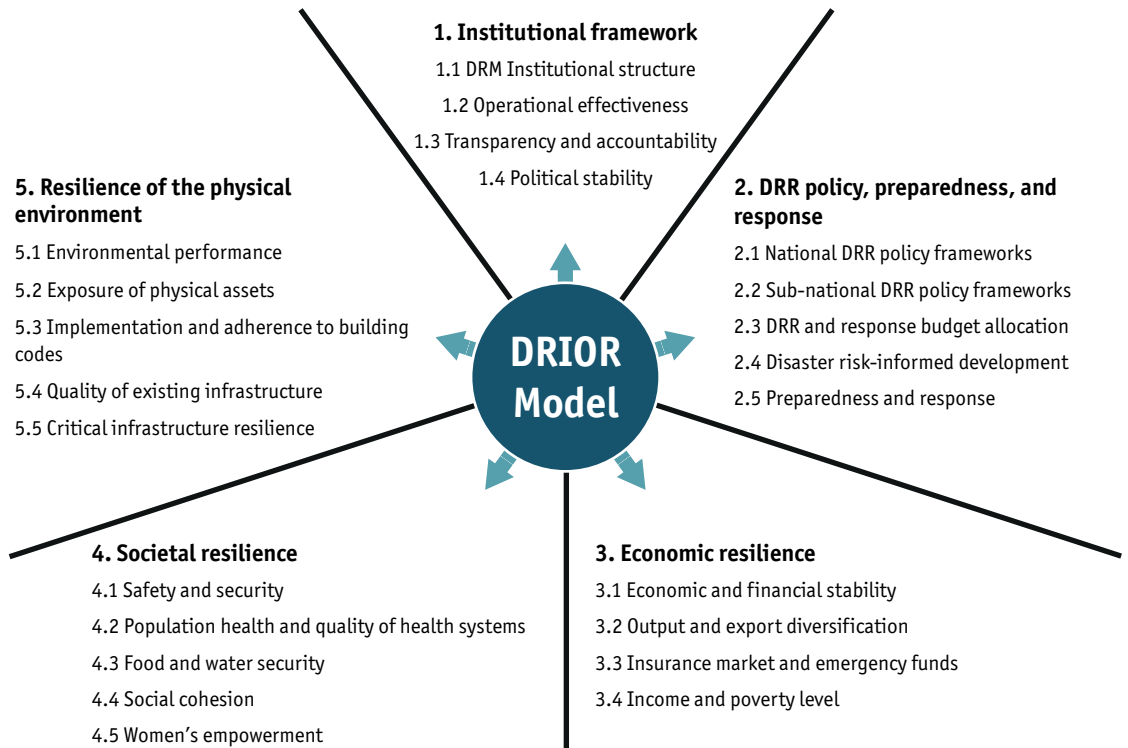 1. Institutional framework
1.1 DRM Institutional structure
1.2 Operational effectiveness
1.3 Transparency and accountability
1.4 Political stability
2. DRR policy, preparedness, and
response
2.1 National DRR policy frameworks
2.2 Sub-national DRR policy frameworks
2.3 DRR and response budget allocation
2.4 Disaster risk-informed development
2.5 Preparedness and response
3. Economic resilience
3.1 Economic and financial stability
3.2 Output and export diversification
3.3 Insurance market and emergency funds
3.4 Income and poverty level
4. Societal resilience
4.1 Safety and security
4.2 Population health and quality of health systems
4.3 Food and water security
4.4 Social cohesion
4.5 Women’s empowerment
5. Resilience of the physical
environment
5.1 Environmental performance
5.2 Exposure of physical assets
5.3 Implementation and adherence to building
codes
5.4 Quality of existing infrastructure
5.5 Critical infrastructure resilience
DRIOR
Model